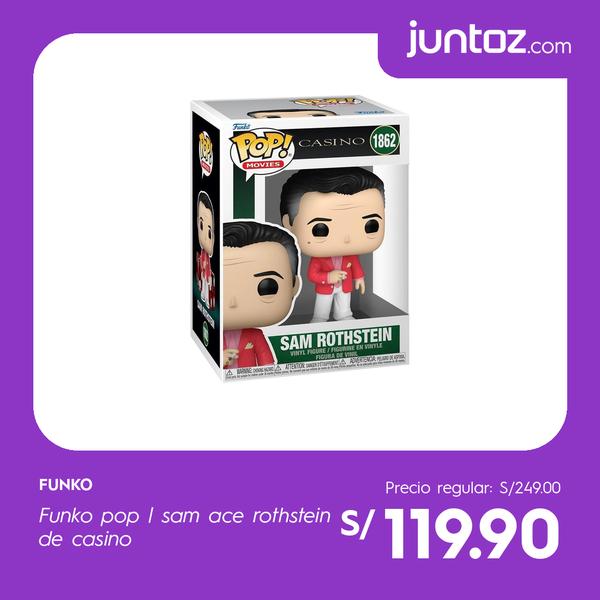 juntoz.com
Funko
POP!
MOVIES
CASINO
1862
SAM ROTHSTEIN
VINYL FIGURE / FIGURINE EN VINYLE
FIGURA DE VINIL
FUNKO
Funko pop | sam ace rothstein
de casino
Precio regular: S/249.00
S/119.90